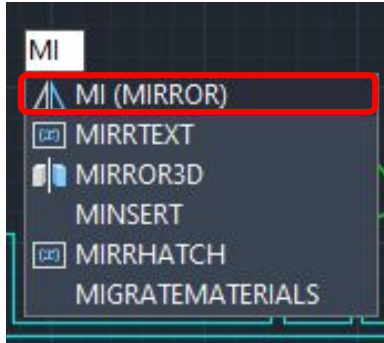 MI
MI (MIRROR)
MIRRTEXT
MIRROR3D
MINSERT
MIRRHATCH
MIGRATEMATERIALS